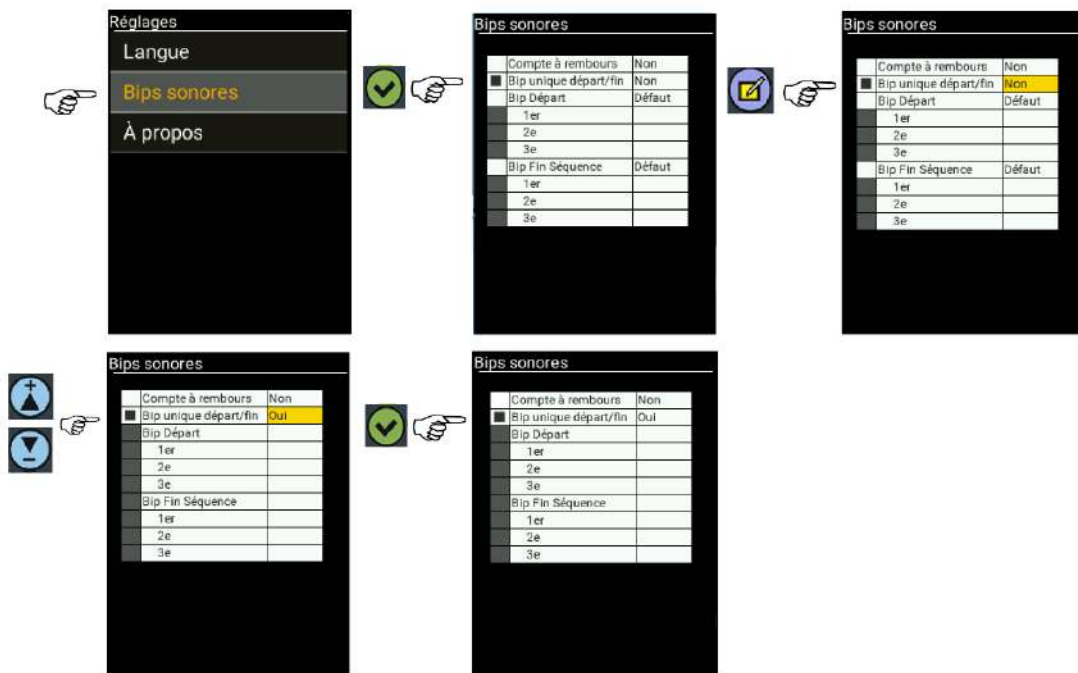 Réglages
Langue
Bips sonores
À propos
Bips sonores
Compte à rembours Non
Bip unique départ/fin Non
Bip Départ Défaut
1er
2e
3e
Bip Fin Séquence Défaut
1er
2e
3e
Bips sonores
Compte à rembours Non
Bip unique départ/fin Non
Bip Départ Défaut
1er
2e
3e
Bip Fin Séquence Défaut
1er
2e
3e
Bips sonores
Compte à rembours Non
Bip unique départ/fin Oui
Bip Départ
1er
2e
3e
Bip Fin Séquence
1er
2e
3e
Bips sonores
Compte à rembours Non
Bip unique départ/fin Oui
Bip Départ
1er
2e
3e
Bip Fin Séquence
1er
2e
3e